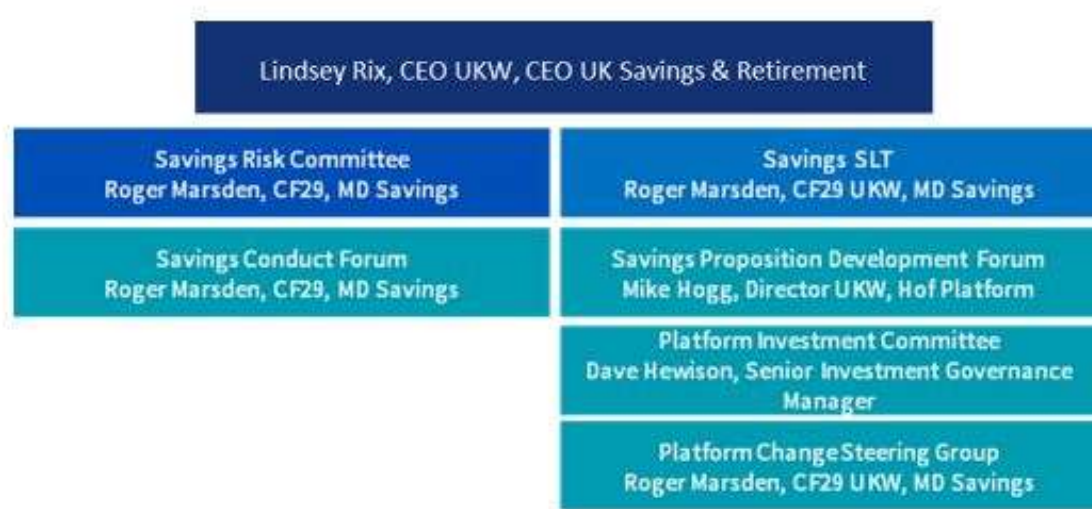 Lindsey Rix, CEO UKW, CEO UK Savings & Retirement
Savings Risk Committee
Roger Marsden, CF29, MD Savings
Savings SLT
Roger Marsden, CF29 UKW, MD Savings
Savings Conduct Forum
Roger Marsden, CF29, MD Savings
Savings Proposition Development Forum
Mike Hogg, Director UKW, Hof Platform
Platform Investment Committee
Dave Hewison, Senior Investment Governance
Manager
Platform Change Steering Group
Roger Marsden, CF29 UKW, MD Savings